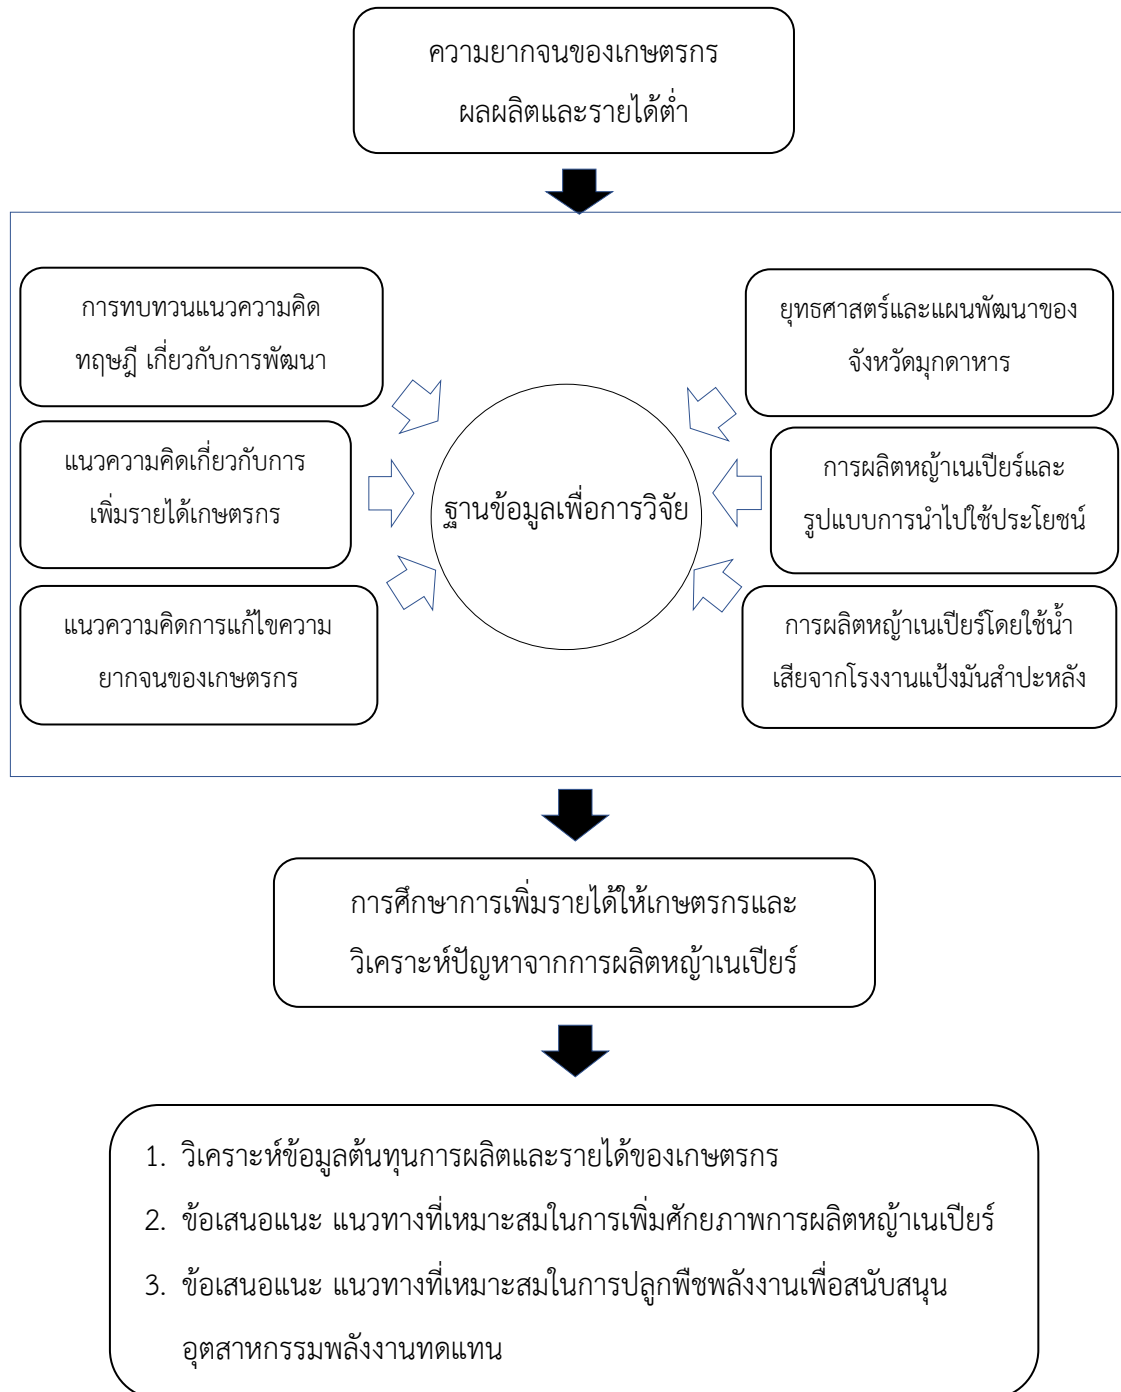 ความยากจนของเกษตรกร
ผลผลิตและรายได้ต่ำ
การทบทวนแนวความคิด
ทฤษฎี เกี่ยวกับการพัฒนา
แนวความคิดเกี่ยวกับการ
เพิ่มรายได้เกษตรกร
แนวความคิดการแก้ไขความ
ยากจนของเกษตรกร
ฐานข้อมูลเพื่อการวิจัย
ยุทธศาสตร์และแผนพัฒนาของ
จังหวัดมุกดาหาร
การผลิตหญ้าเนเปียร์และ
รูปแบบการนำไปใช้ประโยชน์
การผลิตหญ้าเนเปียร์โดยใช้น้ำ
เสียจากโรงงานแป้งมันสำปะหลัง
การศึกษาการเพิ่มรายได้ให้เกษตรกรและ
วิเคราะห์ปัญหาจากการผลิตหญ้าเนเปียร์
1. วิเคราะห์ข้อมูลต้นทุนการผลิตและรายได้ของเกษตรกร
2. ข้อเสนอแนะ แนวทางที่เหมาะสมในการเพิ่มศักยภาพการผลิตหญ้าเนเปียร์
3. ข้อเสนอแนะ แนวทางที่เหมาะสมในการปลูกพืชพลังงานเพื่อสนับสนุน
อุตสาหกรรมพลังงานทดแทน